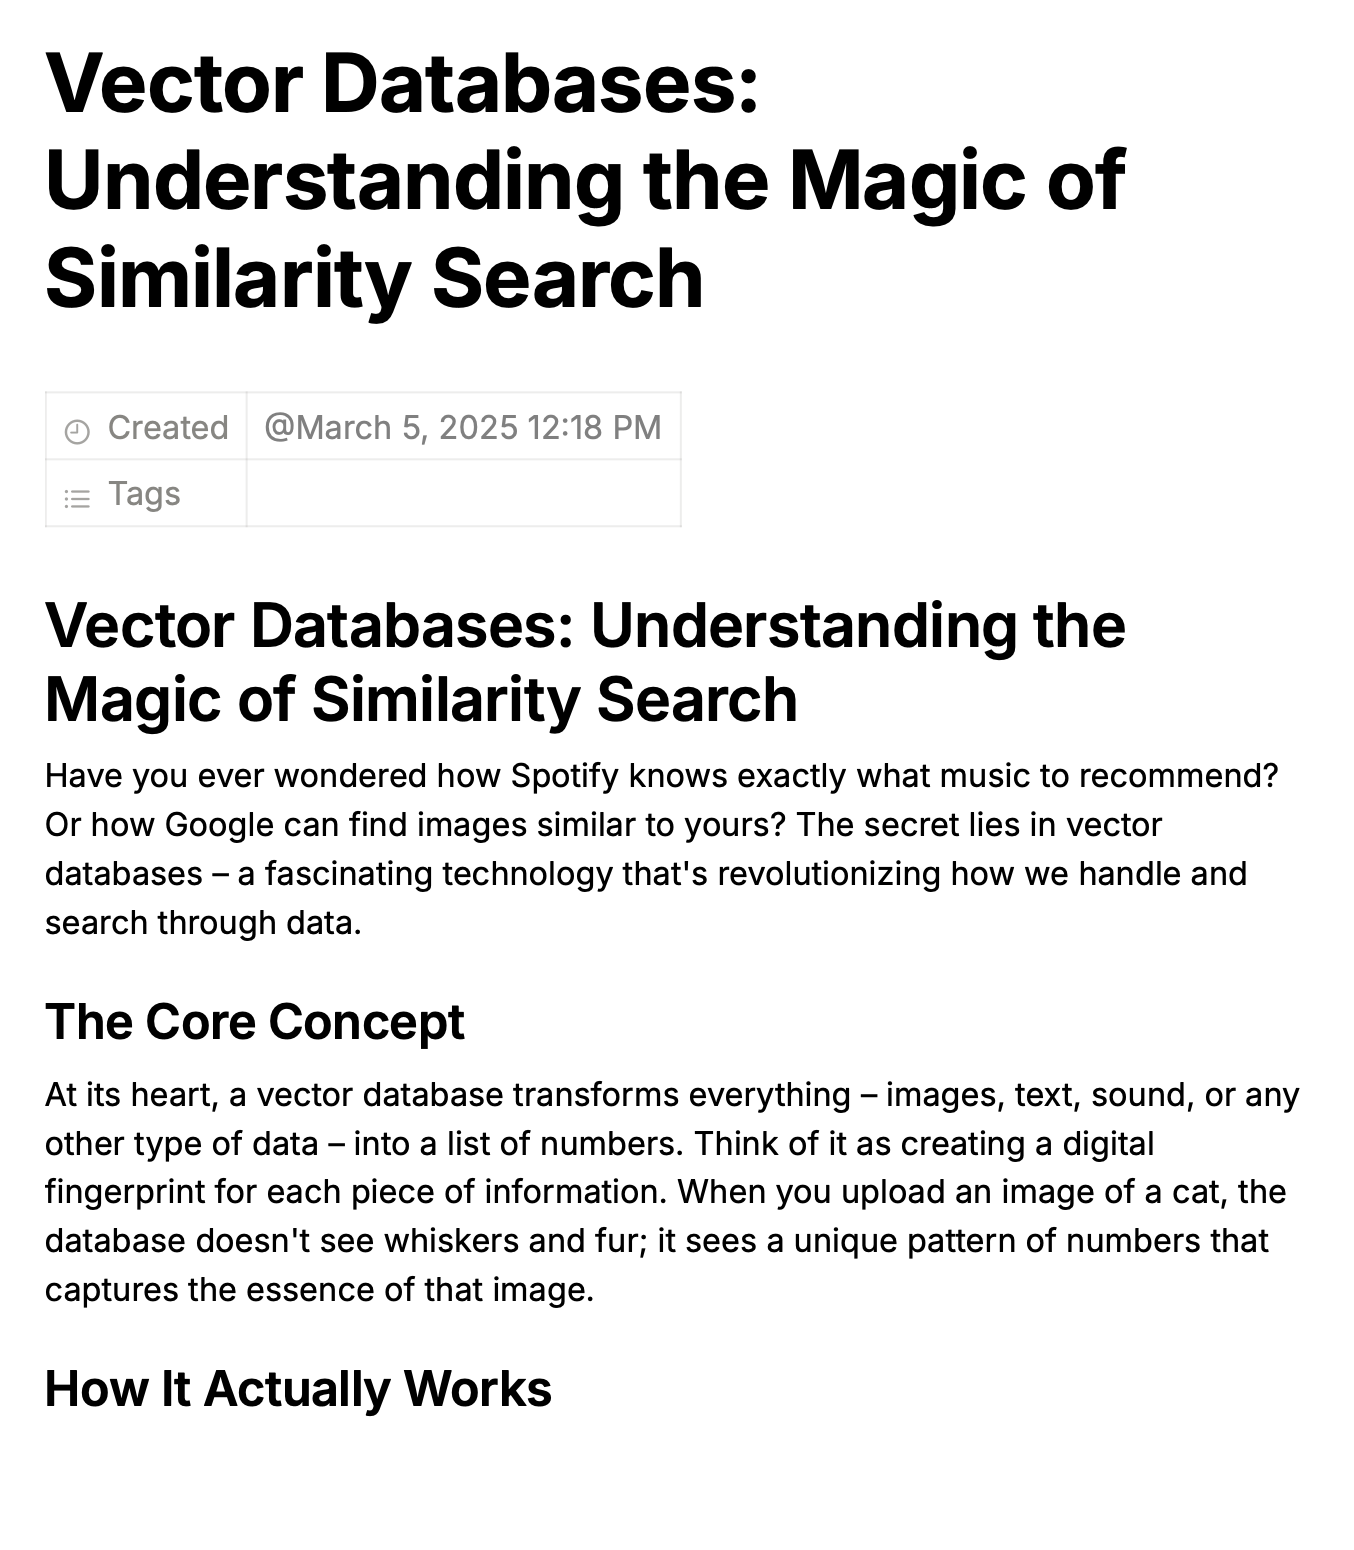 Vector Databases:
Understanding the Magic of
Similarity Search
Created @March 5, 2025 12:18 PM
Tags
Vector Databases: Understanding the
Magic of Similarity Search
Have you ever wondered how Spotify knows exactly what music to recommend?
Or how Google can find images similar to yours? The secret lies in vector
databases – a fascinating technology that's revolutionizing how we handle and
search through data.
The Core Concept
At its heart, a vector database transforms everything – images, text, sound, or any
other type of data – into a list of numbers. Think of it as creating a digital
fingerprint for each piece of information. When you upload an image of a cat, the
database doesn't see whiskers and fur; it sees a unique pattern of numbers that
captures the essence of that image.
How It Actually Works